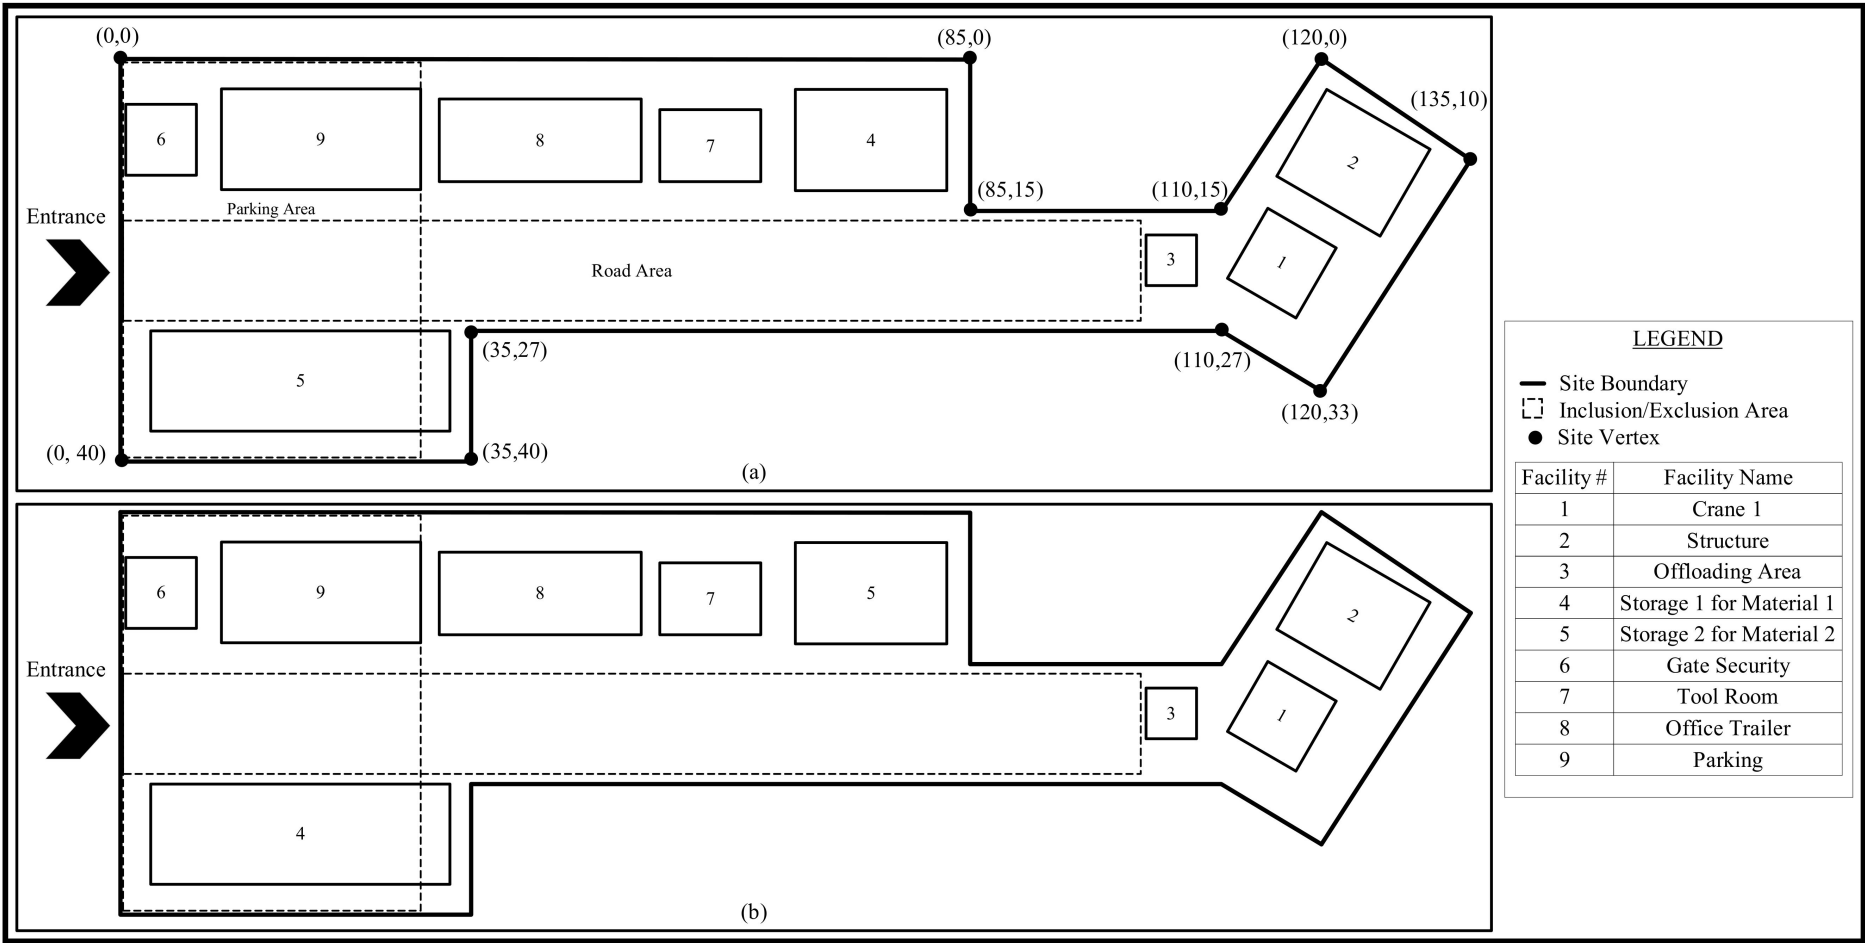 (0,0)
(85,0)
(120,0)
(135,10)
6
9
8
7
4
2
(85,15)
(110,15)
Parking Area
Entrance
Road Area
3
1
5
(35,27)
(110,27)
(120,33)
(0, 40)
(35,40)
(a)
6
9
8
7
5
2
Entrance
3
1
4
(b)
LEGEND
Site Boundary
Inclusion/Exclusion Area
Site Vertex
Facility # Facility Name
1 Crane 1
2 Structure
3 Offloading Area
4 Storage 1 for Material 1
5 Storage 2 for Material 2
6 Gate Security
7 Tool Room
8 Office Trailer
9 Parking